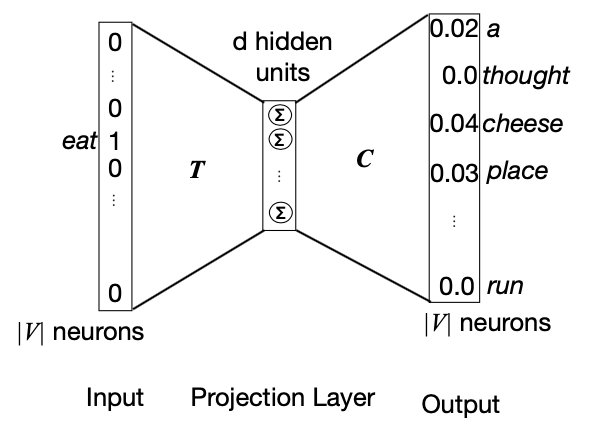 0
⋮
0
eat 1
0
⋮
0
|V| neurons
Input
T
d hidden
units
Σ
Σ
⋮
Σ
Projection Layer
C
0.02 a
0.0 thought
0.04 cheese
0.03 place
⋮
0.0 run
|V| neurons
Output